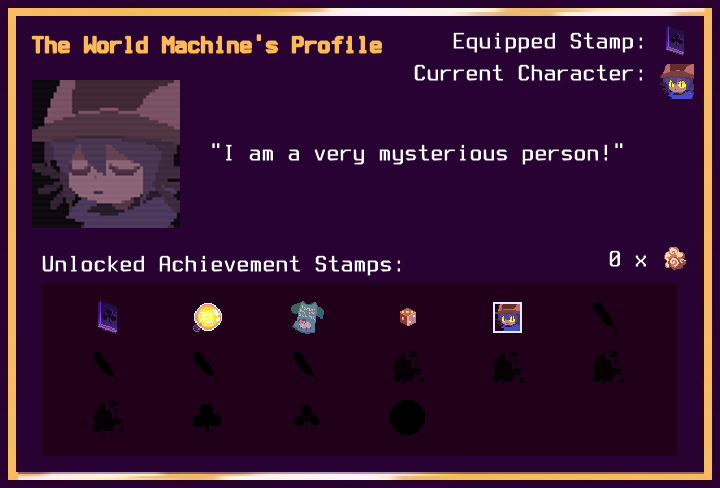 The World Machine's Profile
Equipped Stamp:
Current Character:
"I am a very mysterious person!"
Unlocked Achievement Stamps:
0 x